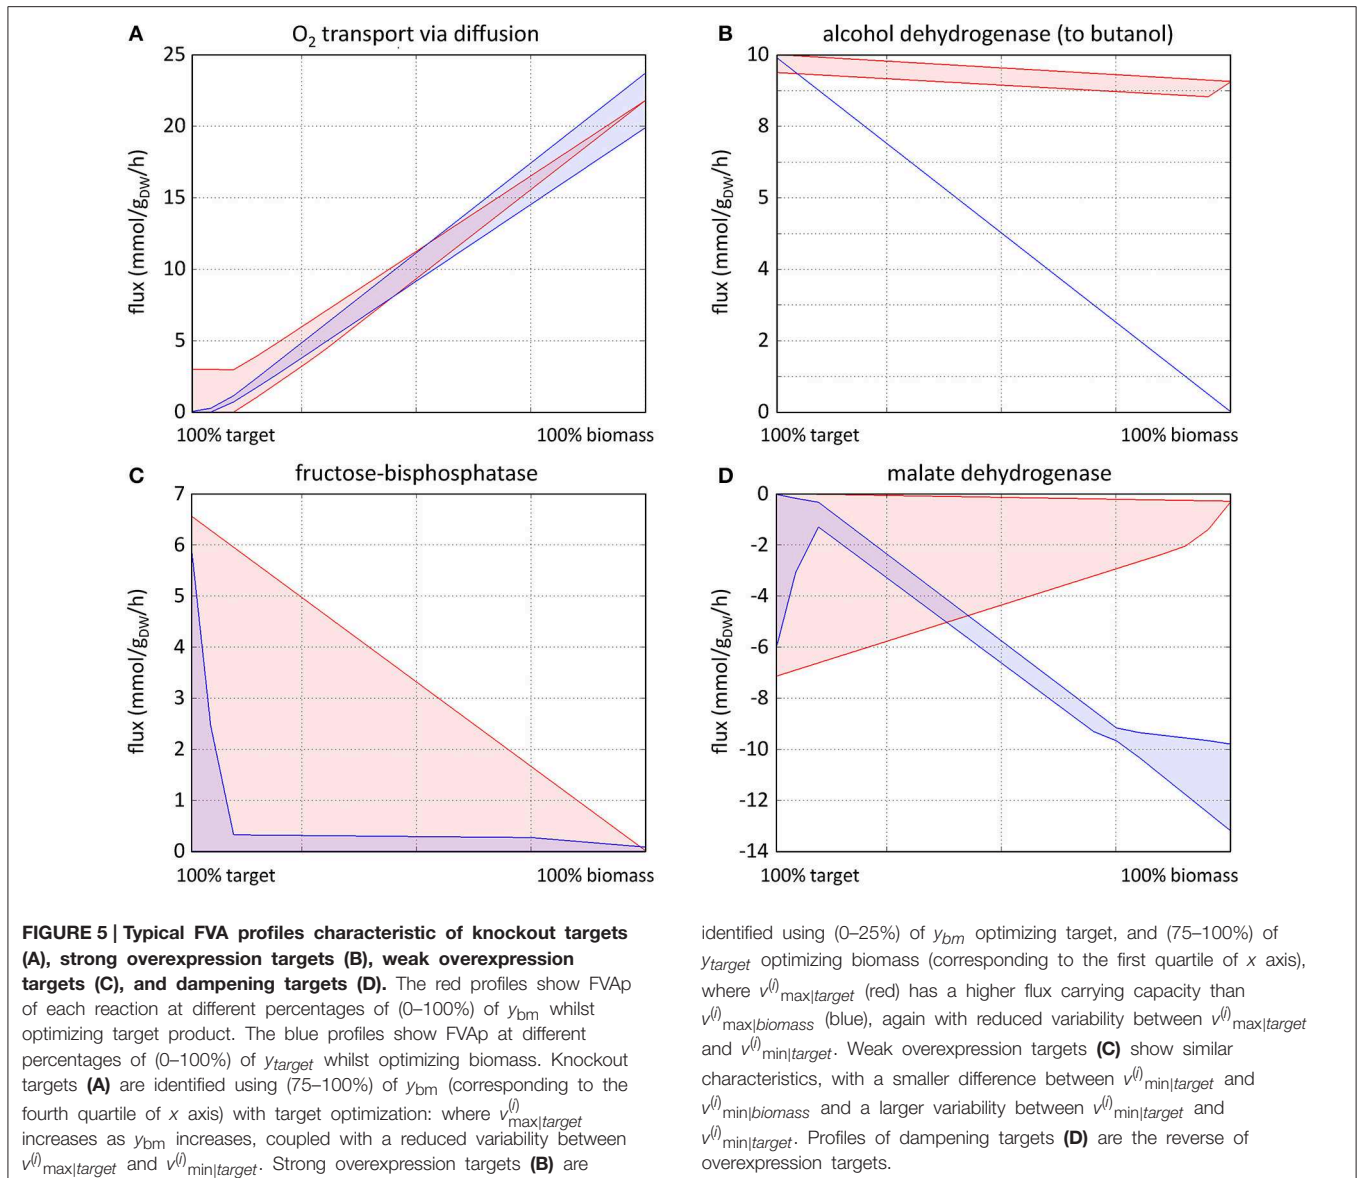 A
O2 transport via diffusion
25
20
15
10
5
0
flux (mmol/gDW/h)
100% target
100% biomass
B
alcohol dehydrogenase (to butanol)
10
8
5
4
2
0
flux (mmol/gDW/h)
100% target
100% biomass
C
fructose-bisphosphatase
7
6
5
4
3
2
1
0
flux (mmol/gDW/h)
100% target
100% biomass
D
malate dehydrogenase
0
-2
-4
-6
-8
-10
-12
-14
flux (mmol/gDW/h)
100% target
100% biomass
FIGURE 5 | Typical FVA profiles characteristic of knockout targets
(A), strong overexpression targets (B), weak overexpression
targets (C), and dampening targets (D). The red profiles show FVAp
of each reaction at different percentages of (0–100%) of ybm whilst
optimizing target product. The blue profiles show FVAp at different
percentages of (0–100%) of ytarget whilst optimizing biomass. Knockout
targets (A) are identified using (75–100%) of ybm (corresponding to the
fourth quartile of x axis) with target optimization: where v(i)max|target
increases as ybm increases, coupled with a reduced variability between
v(i)max|target and v(i)min|target. Strong overexpression targets (B) are
identified using (0–25%) of ybm optimizing target, and (75–100%) of
ytarget optimizing biomass (corresponding to the first quartile of x axis),
where v(i)max|target (red) has a higher flux carrying capacity than
v(i)max|biomass (blue), again with reduced variability between v(i)max|target
and v(i)min|target. Weak overexpression targets (C) show similar
characteristics, with a smaller difference between v(i)min|target and
v(i)min|biomass and a larger variability between v(i)min|target and
v(i)min|target. Profiles of dampening targets (D) are the reverse of
overexpression targets.